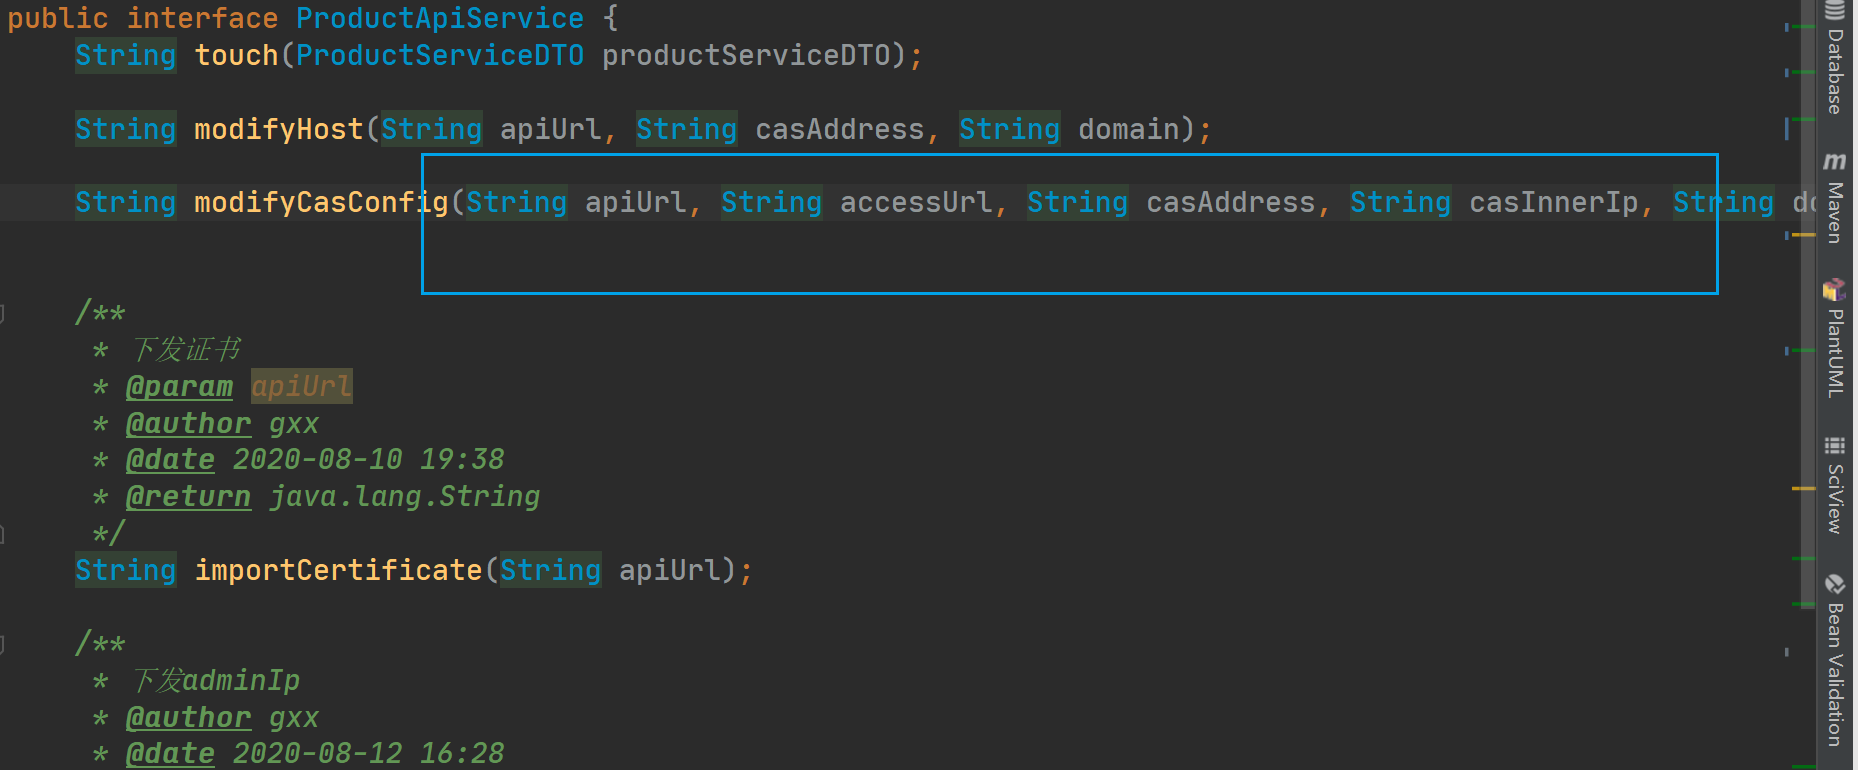 public interface ProductApiService {
String touch(ProductServiceDTO productServiceDTO);
String modifyHost(String apiUrl, String casAddress, String domain);
String modifyCasConfig(String apiUrl, String accessUrl, String casAddress, String casInnerIp, String do
/**
* 下发证书
* @param apiUrl
* @author gxx
* @date 2020-08-10 19:38
* @return java.lang.String
*/
String importCertificate(String apiUrl);
/**
* 下发adminIp
* @author gxx
* @date 2020-08-12 16:28
Database
m Maven
PlantUML
SciView
Bean Validation